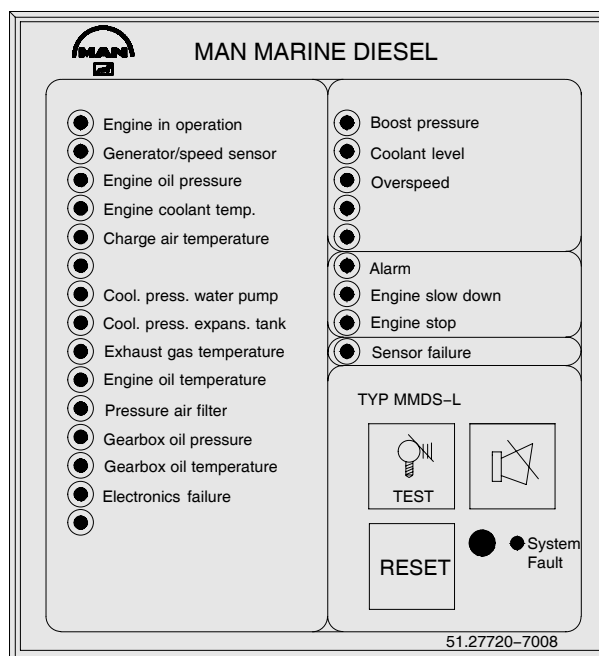 MAN
MAN MARINE DIESEL
Engine in operation
Generator/speed sensor
Engine oil pressure
Engine coolant temp.
Charge air temperature
Cool. press. water pump
Cool. press. expans. tank
Exhaust gas temperature
Engine oil temperature
Pressure air filter
Gearbox oil pressure
Gearbox oil temperature
Electronics failure
Boost pressure
Coolant level
Overspeed
Alarm
Engine slow down
Engine stop
Sensor failure
TYP MMDS–L
TEST
RESET
System
Fault
51.27720–7008